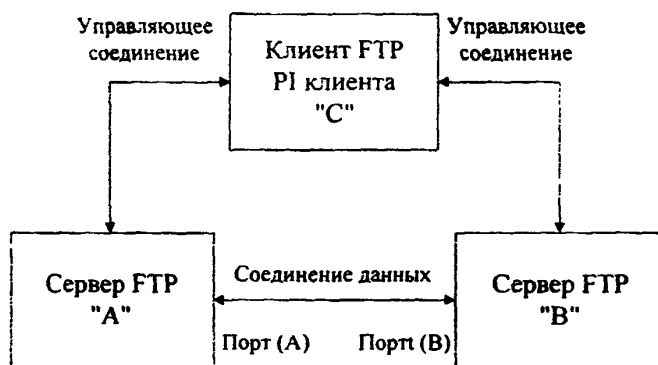 Управляющее
соединение
Клиент FTP
PI клиента
"C"
Управляющее
соединение
Сервер FTP
"A"
Соединение данных
Порт (A)
Портt (B)
Сервер FTP
"B"